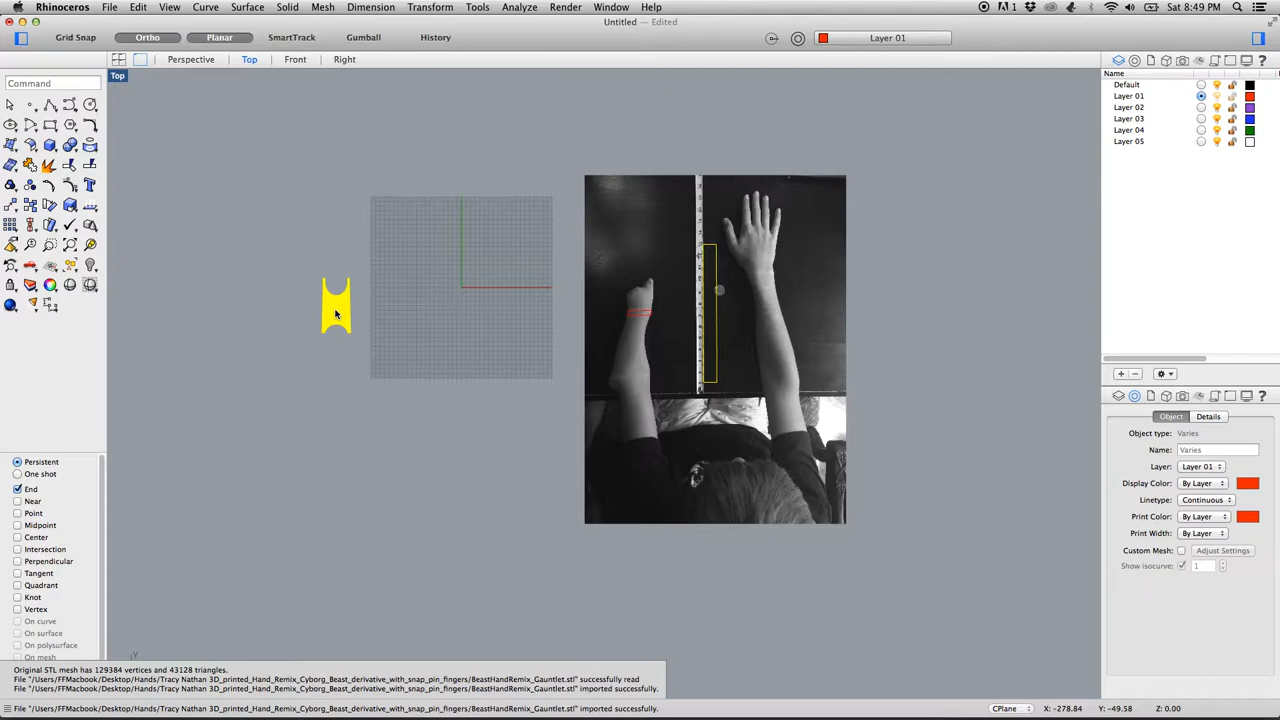 Rhinoceros File Edit View Curve Surface Solid Mesh Dimension Transform Tools Analyze Render Window Help 1 Sat 8:49 PM
Untitled — Edited
Grid Snap Ortho Planar SmartTrack Gumball History Layer 01
Perspective Top Front Right
Top
Command
Name
Default
Layer 01
Layer 02
Layer 03
Layer 04
Layer 05
Object Details
Object type: Varies
Name: Varies
Layer: Layer 01
Display Color: By Layer
Linetype: Continuous
Print Color: By Layer
Print Width: By Layer
Custom Mesh: Adjust Settings
Show isocurve: 1
Persistent
One shot
End
Near
Point
Midpoint
Center
Intersection
Perpendicular
Tangent
Quadrant
Knot
Vertex
On curve
On surface
On polysurface
On mesh
Original STL mesh has 129384 vertices and 43128 triangles.
File "/Users/FFMacbook/Desktop/Hands/Tracy Nathan 3D_printed_Hand_Remix_Cyborg_Beast_derivative_with_snap_pin_fingers/BeastHandRemix_Gauntlet.stl" successfully read
File "/Users/FFMacbook/Desktop/Hands/Tracy Nathan 3D_printed_Hand_Remix_Cyborg_Beast_derivative_with_snap_pin_fingers/BeastHandRemix_Gauntlet.stl" imported successfully.
File "/Users/FFMacbook/Desktop/Hands/Tracy Nathan 3D_printed_Hand_Remix_Cyborg_Beast_derivative_with_snap_pin_fingers/BeastHandRemix_Gauntlet.stl" imported successfully. CPlane X: -278.84 Y: -49.58 Z: 0.00